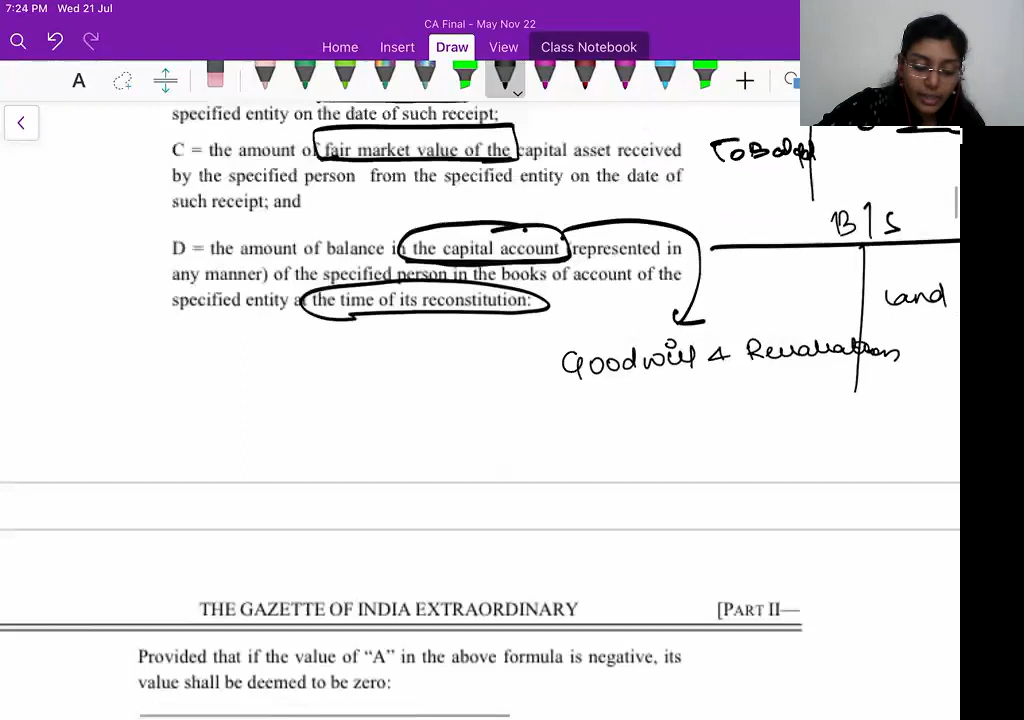 7:24 PM Wed 21 Jul
CA Final - May Nov 22
Home Insert Draw View Class Notebook
A
specified entity on the date of such receipt;
C = the amount of fair market value of the capital asset received
by the specified person from the specified entity on the date of
such receipt; and
D = the amount of balance in the capital account (represented in
any manner) of the specified person in the books of account of the
specified entity at the time of its reconstitution:
To Bal
B/S
Land
Goodwill & Revaluation
THE GAZETTE OF INDIA EXTRAORDINARY [PART II—
Provided that if the value of “A” in the above formula is negative, its
value shall be deemed to be zero: